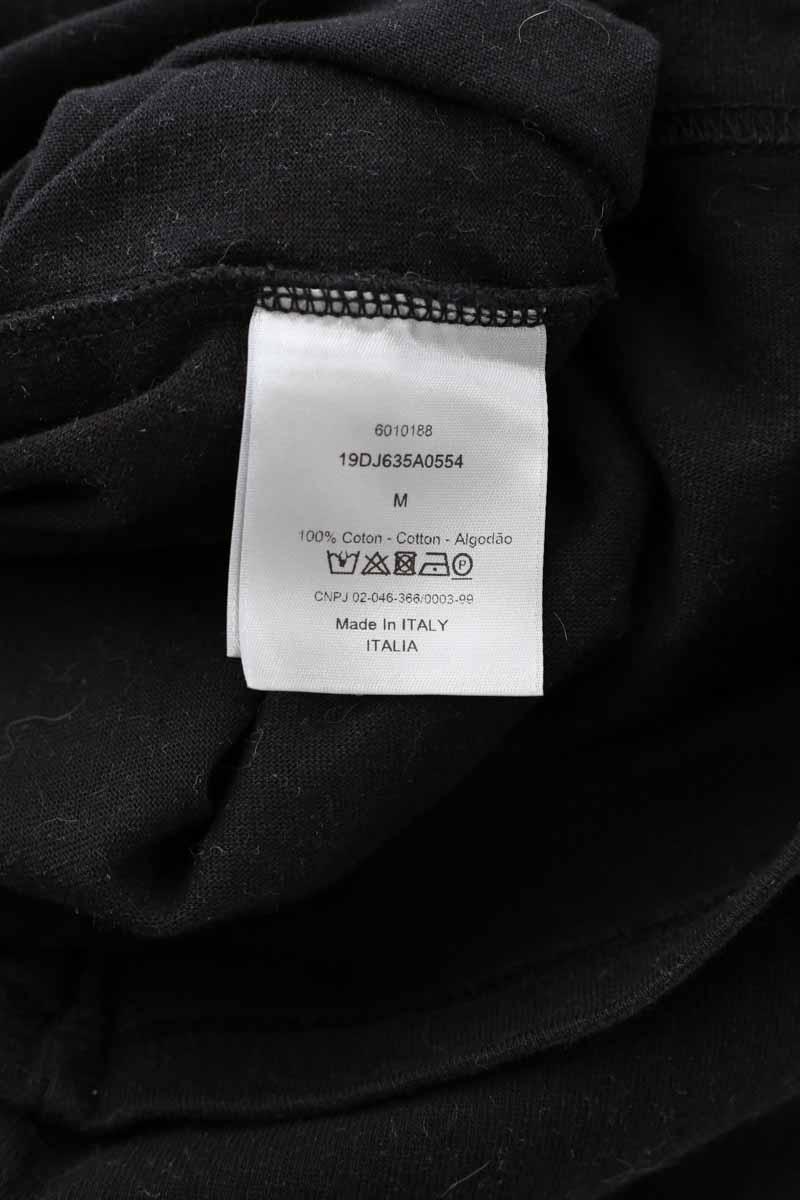 6010188
19DJ635A0554
M
100% Coton - Cotton - Algodão
P
CNPJ 02-046-366/0003-99
Made In ITALY
ITALIA